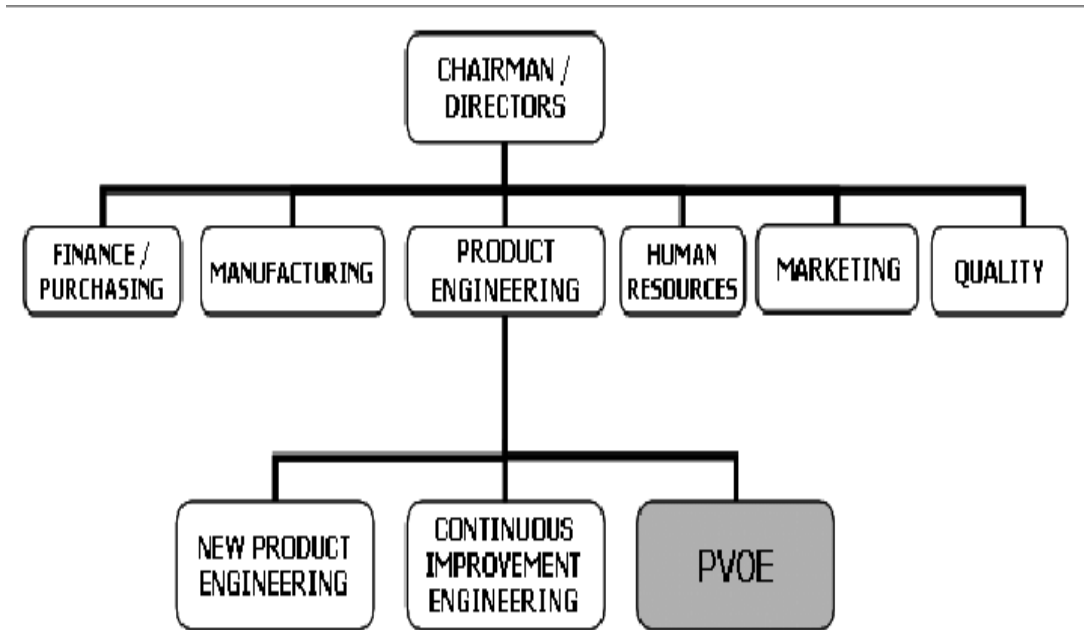 CHAIRMAN /
DIRECTORS
FINANCE /
PURCHASING
MANUFACTURING
PRODUCT
ENGINEERING
HUMAN
RESOURCES
MARKETING
QUALITY
NEW PRODUCT
ENGINEERING
CONTINUOUS
IMPROVEMENT
ENGINEERING
PVOE